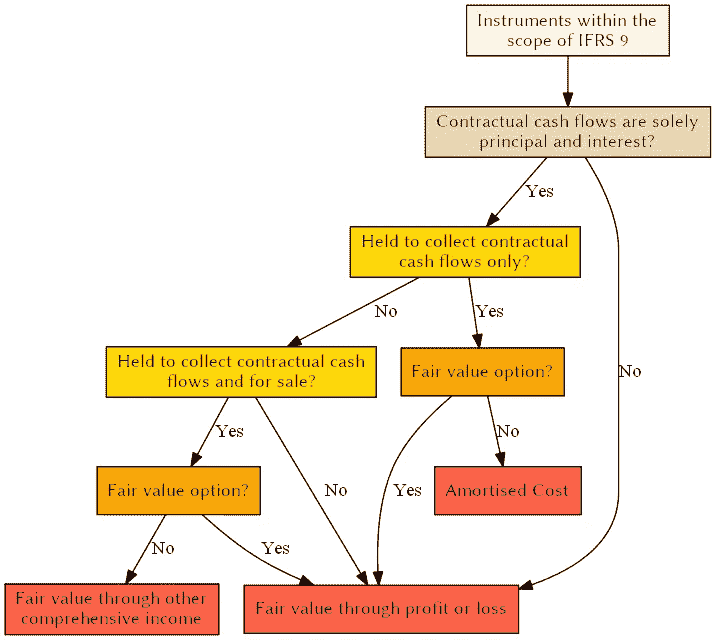 Instruments within the
scope of IFRS 9
Contractual cash flows are solely
principal and interest?
Yes
Held to collect contractual
cash flows only?
No
Yes
Held to collect contractual cash
flows and for sale?
Fair value option?
No
Yes
No
No
Yes
Fair value option?
Amortised Cost
No
Yes
Fair value through other
comprehensive income
Fair value through profit or loss